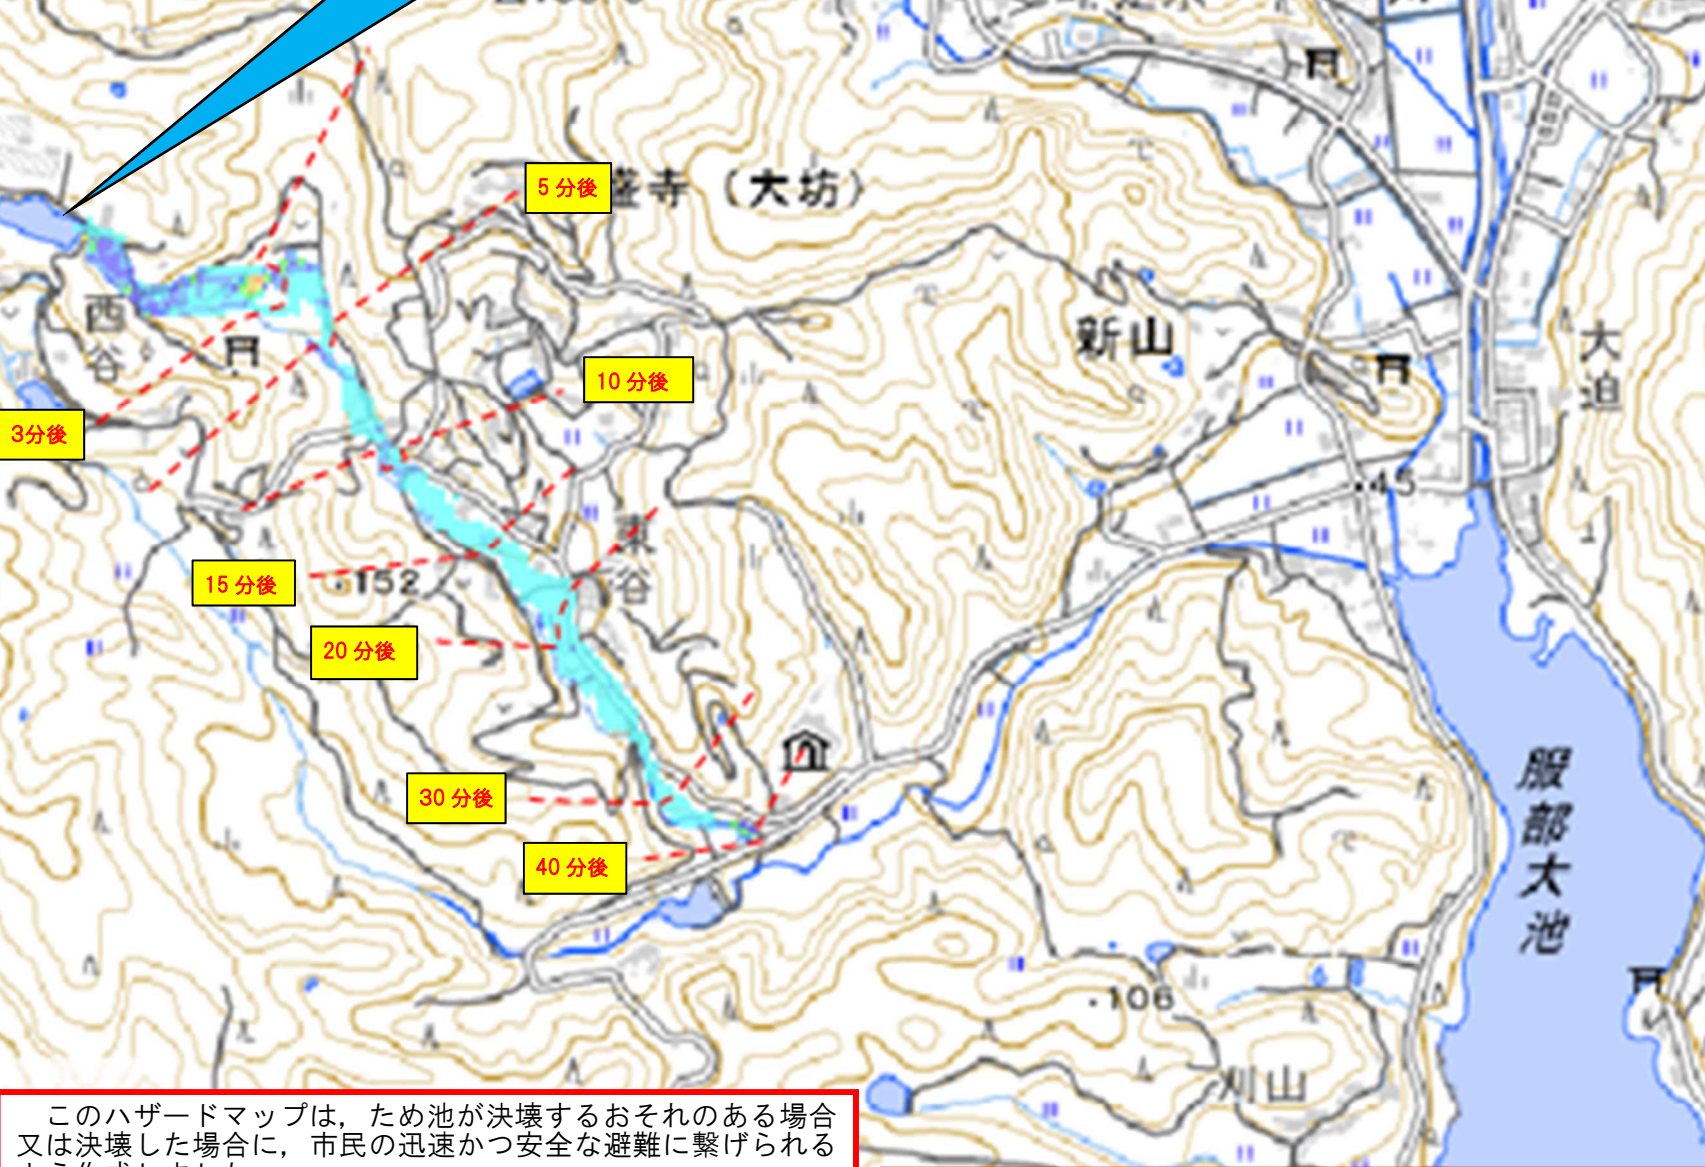 盛寺（大坊）
5分後
西谷
新山
大迫
10分後
3分後
・45
東谷
15分後
・152
20分後
服部大池
30分後
40分後
・106
刈山
このハザードマップは，ため池が決壊するおそれのある場合
又は決壊した場合に，市民の迅速かつ安全な避難に繋げられる